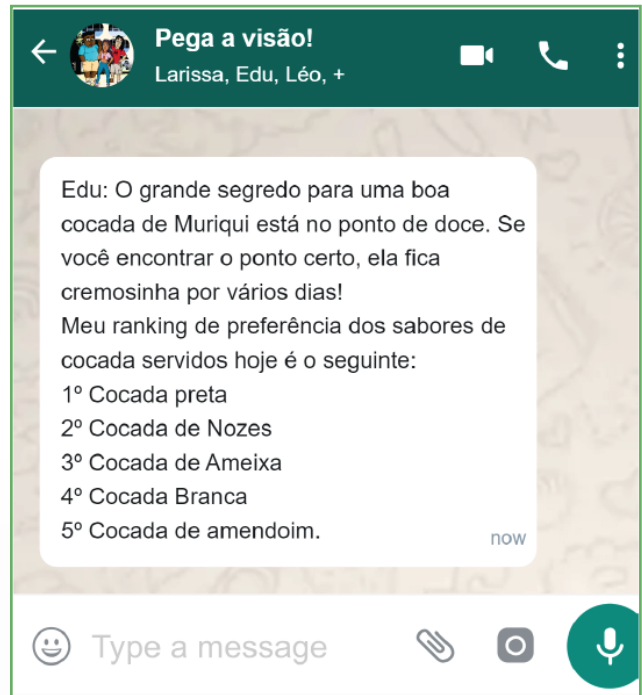 Pega a visão!
Larissa, Edu, Léo, +
Edu: O grande segredo para uma boa
cocada de Muriqui está no ponto de doce. Se
você encontrar o ponto certo, ela fica
cremosinha por vários dias!
Meu ranking de preferência dos sabores de
cocada servidos hoje é o seguinte:
1º Cocada preta
2º Cocada de Nozes
3º Cocada de Ameixa
4º Cocada Branca
5º Cocada de amendoim.
now
Type a message